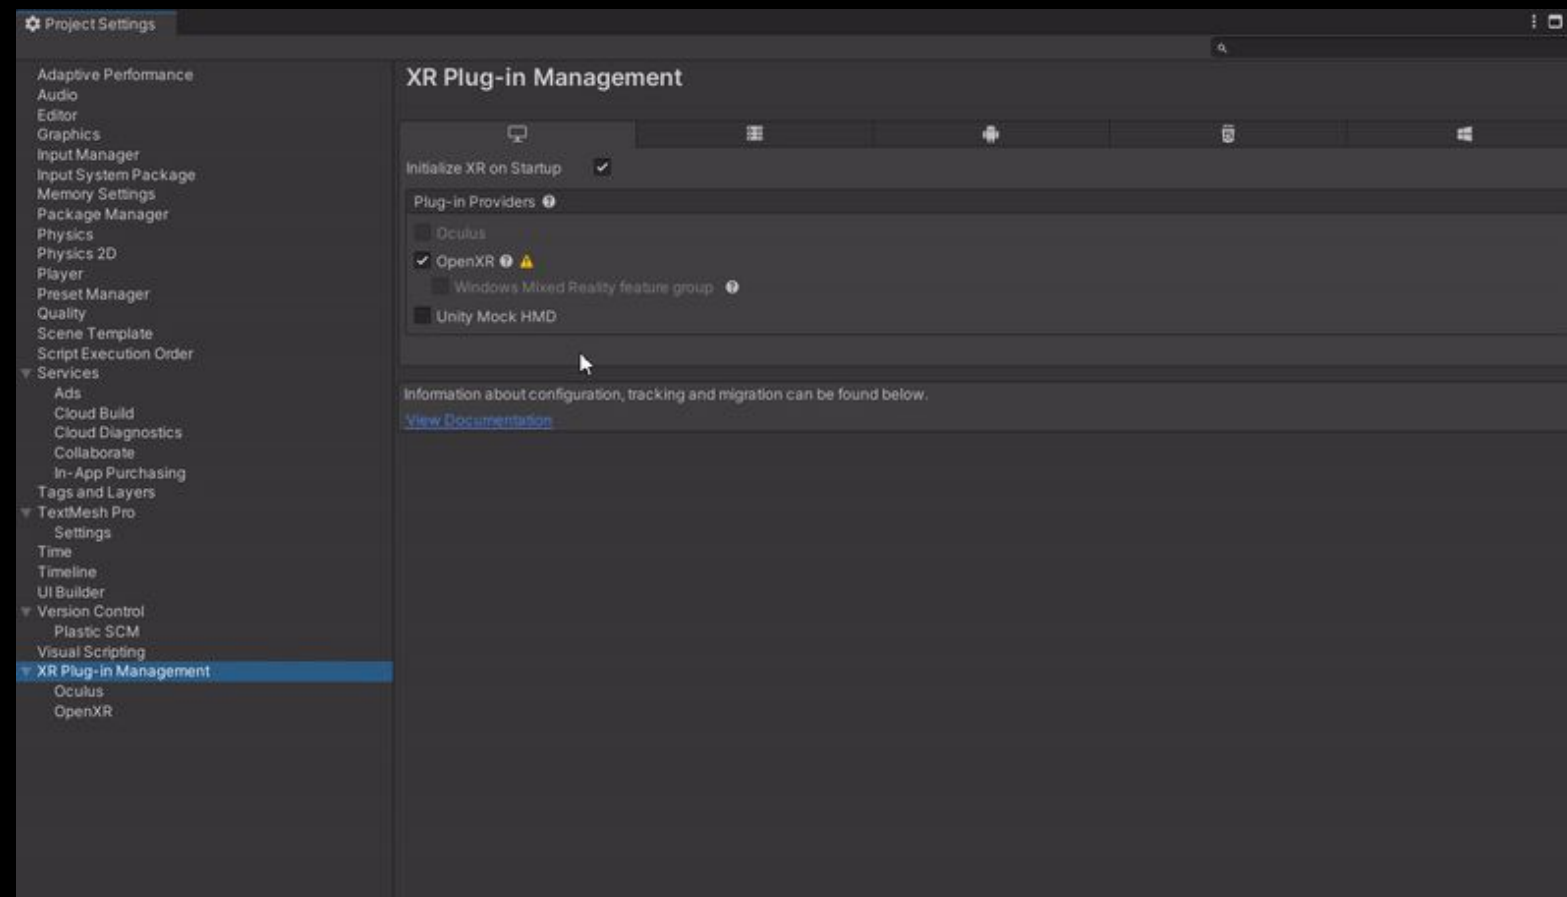 Project Settings
Adaptive Performance
Audio
Editor
Graphics
Input Manager
Input System Package
Memory Settings
Package Manager
Physics
Physics 2D
Player
Preset Manager
Quality
Scene Template
Script Execution Order
Services
Ads
Cloud Build
Cloud Diagnostics
Collaborate
In-App Purchasing
Tags and Layers
TextMesh Pro
Settings
Time
Timeline
UI Builder
Version Control
Plastic SCM
Visual Scripting
XR Plug-in Management
Oculus
OpenXR
XR Plug-in Management
Initialize XR on Startup
Plug-in Providers
Oculus
OpenXR
Windows Mixed Reality feature group
Unity Mock HMD
Information about configuration, tracking and migration can be found below.
View Documentation